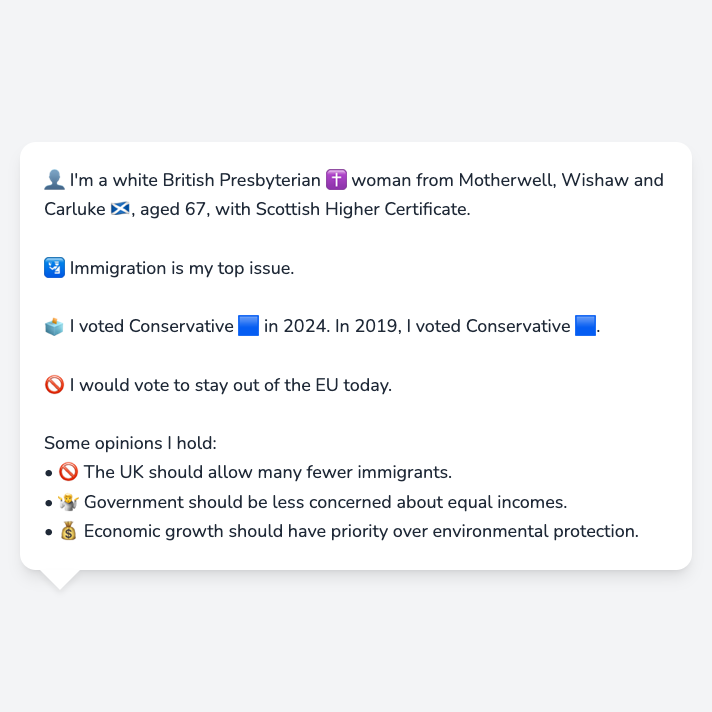 👤 I'm a white British Presbyterian ✝️ woman from Motherwell, Wishaw and
Carluke 🏴󠁧󠁢󠁳󠁣󠁴󠁿, aged 67, with Scottish Higher Certificate.
🛂 Immigration is my top issue.
🗳️ I voted Conservative 🟦 in 2024. In 2019, I voted Conservative 🟦.
🚫 I would vote to stay out of the EU today.
Some opinions I hold:
• 🚫 The UK should allow many fewer immigrants.
• 🤷 Government should be less concerned about equal incomes.
• 💰 Economic growth should have priority over environmental protection.